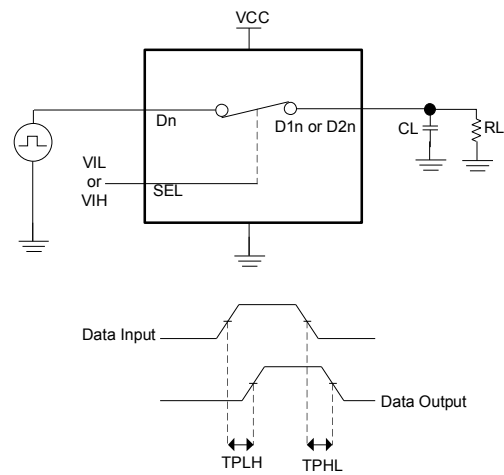 VCC
Dn
D1n or D2n
CL
RL
VIL
or
VIH
SEL
Data Input
Data Output
TPLH
TPHL